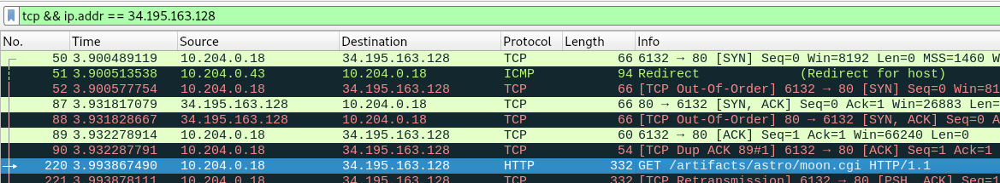 tcp && ip.addr == 34.195.163.128
No. Time Source Destination Protocol Length Info
50 3.900489119 10.204.0.18 34.195.163.128 TCP 66 6132 → 80 [SYN] Seq=0 Win=8192 Len=0 MSS=1460 W
51 3.900513538 10.204.0.43 10.204.0.18 ICMP 94 Redirect (Redirect for host)
52 3.900577754 10.204.0.18 34.195.163.128 TCP 66 [TCP Out-Of-Order] 6132 → 80 [SYN] Seq=0 Win=81
87 3.931817079 34.195.163.128 10.204.0.18 TCP 66 80 → 6132 [SYN, ACK] Seq=0 Ack=1 Win=26883 Len=
88 3.931828667 34.195.163.128 10.204.0.18 TCP 66 [TCP Out-Of-Order] 80 → 6132 [SYN, ACK] Seq=0 A
89 3.932278914 10.204.0.18 34.195.163.128 TCP 60 6132 → 80 [ACK] Seq=1 Ack=1 Win=66240 Len=0
90 3.932287791 10.204.0.18 34.195.163.128 TCP 54 [TCP Dup ACK 89#1] 6132 → 80 [ACK] Seq=1 Ack=1
220 3.993867490 10.204.0.18 34.195.163.128 HTTP 332 GET /artifacts/astro/moon.cgi HTTP/1.1
221 3.993878111 10.204.0.18 34.195.163.128 TCP 332 [TCP Retransmission] 6132 → 80 [PSH, ACK] Seq=1